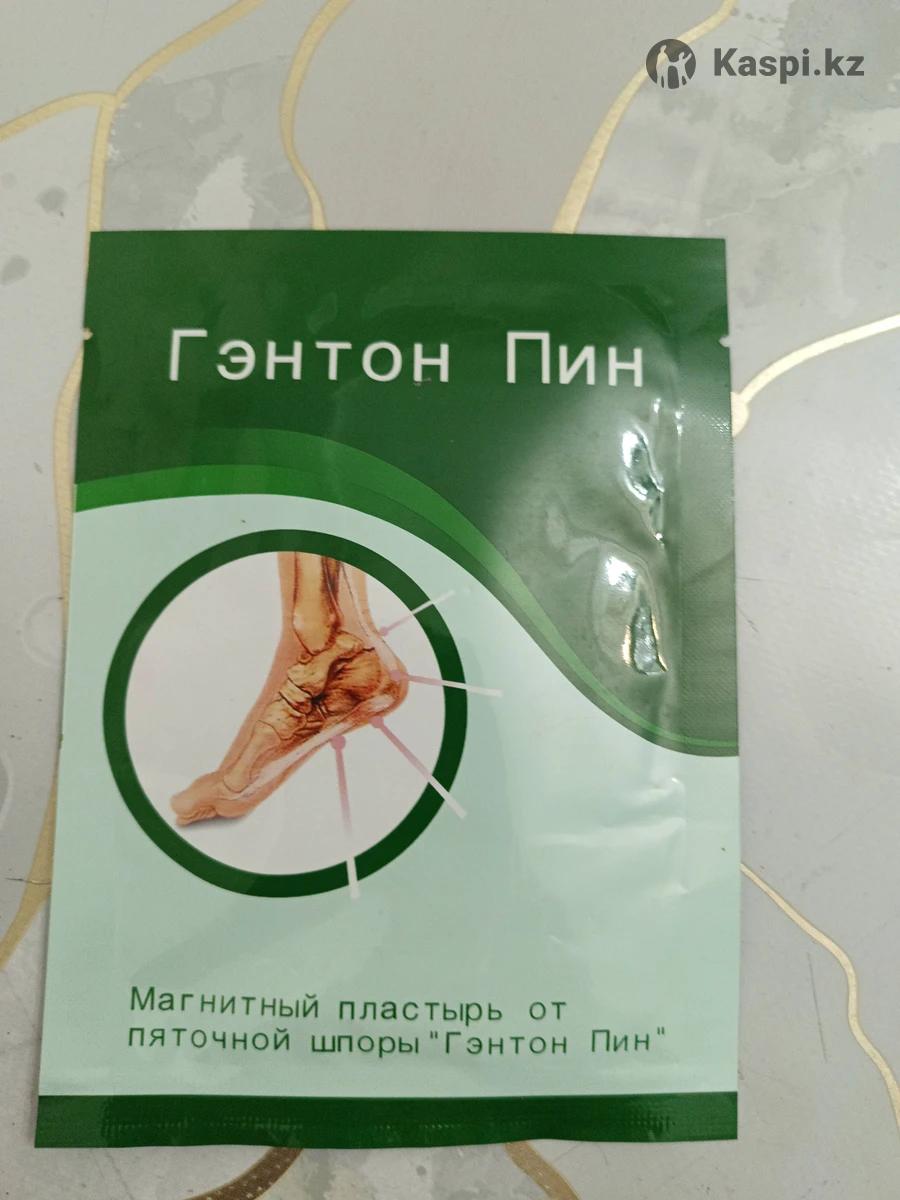 Kaspi.kz
Гэнтон Пин
Магнитный пластырь от
пяточной шпоры "Гэнтон Пин"